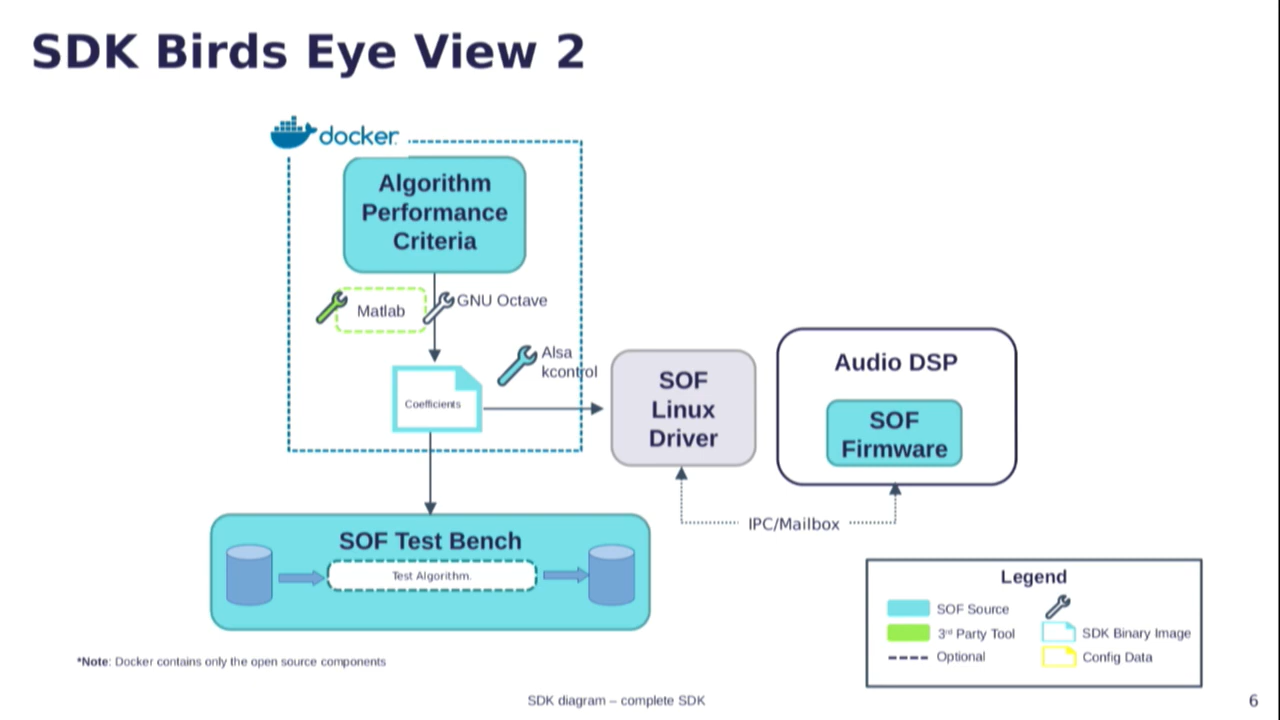 SDK Birds Eye View 2
docker
Algorithm
Performance
Criteria
Matlab
GNU Octave
Alsa
kcontrol
Coefficients
SOF
Linux
Driver
Audio DSP
SOF
Firmware
IPC/Mailbox
SOF Test Bench
Test Algorithm.
Legend
SOF Source
3rd Party Tool
SDK Binary Image
Optional
Config Data
*Note: Docker contains only the open source components
SDK diagram – complete SDK
6